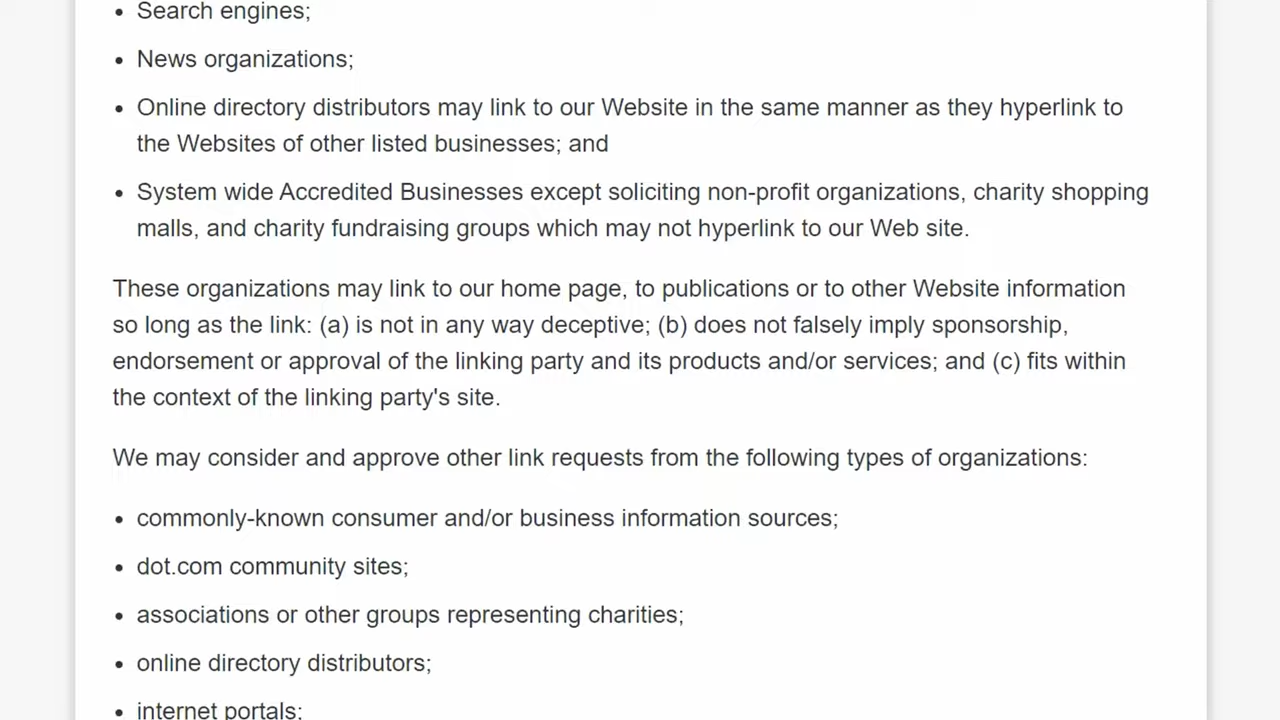 Search engines;
News organizations;
Online directory distributors may link to our Website in the same manner as they hyperlink to
the Websites of other listed businesses; and
System wide Accredited Businesses except soliciting non-profit organizations, charity shopping
malls, and charity fundraising groups which may not hyperlink to our Web site.
These organizations may link to our home page, to publications or to other Website information
so long as the link: (a) is not in any way deceptive; (b) does not falsely imply sponsorship,
endorsement or approval of the linking party and its products and/or services; and (c) fits within
the context of the linking party's site.
We may consider and approve other link requests from the following types of organizations:
commonly-known consumer and/or business information sources;
dot.com community sites;
associations or other groups representing charities;
online directory distributors;
internet portals;